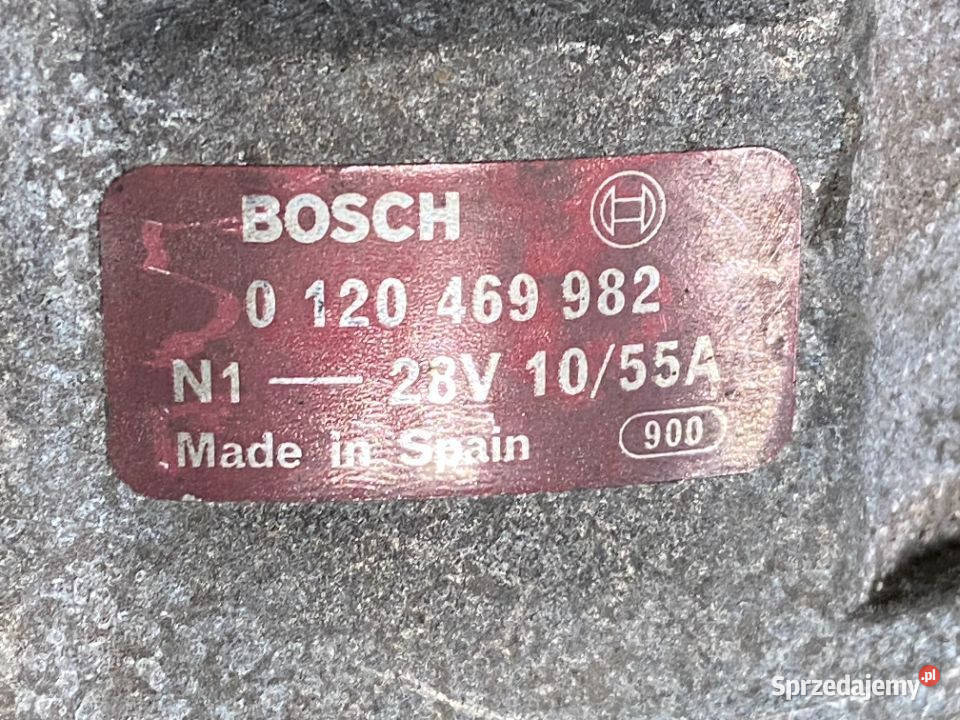 BOSCH
0 120 469 982
N1 — 28V 10/55A
Made in Spain 900
Sprzedajemy.pl